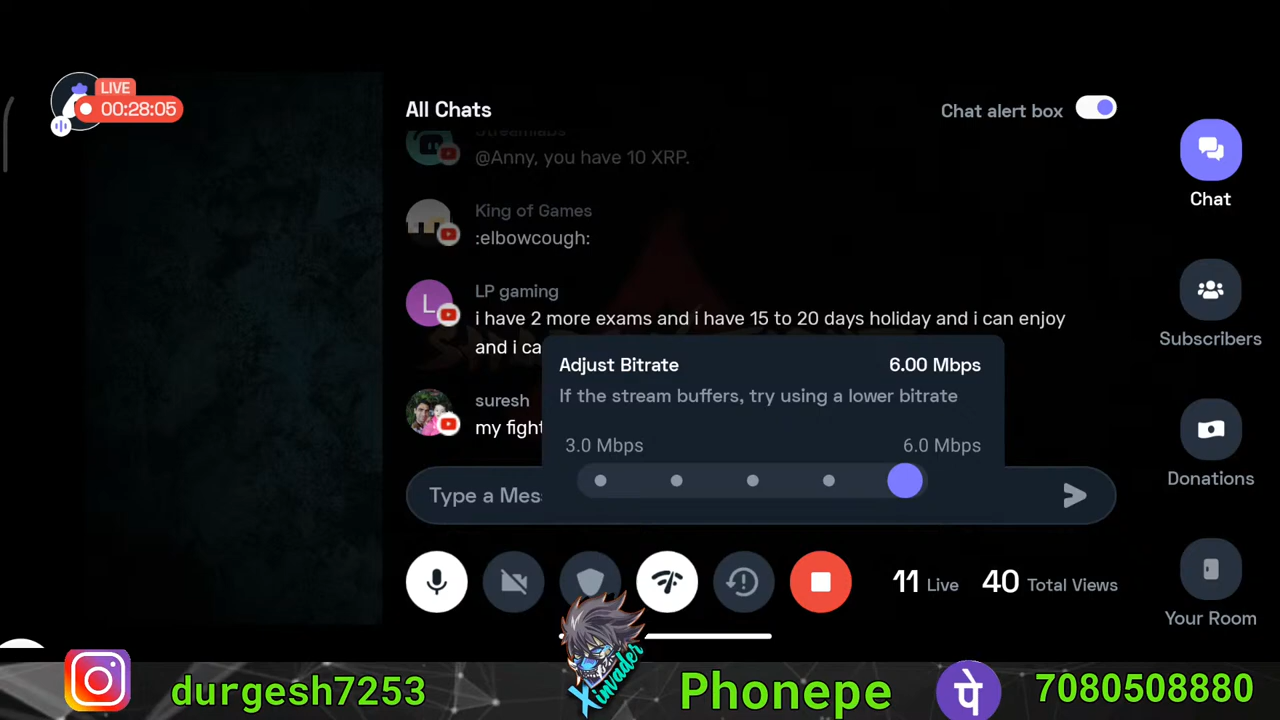 LIVE
00:28:05
All Chats
Chat alert box
Streamlabs
@Anny, you have 10 XRP.
Chat
King of Games
:elbowcough:
LP gaming
i have 2 more exams and i have 15 to 20 days holiday and i can enjoy
and i ca
Subscribers
Adjust Bitrate
6.00 Mbps
If the stream buffers, try using a lower bitrate
suresh
my fight
3.0 Mbps
6.0 Mbps
Donations
Type a Mes
11 Live
40 Total Views
Your Room
durgesh7253
Xinvader
Phonepe
पे
7080508880